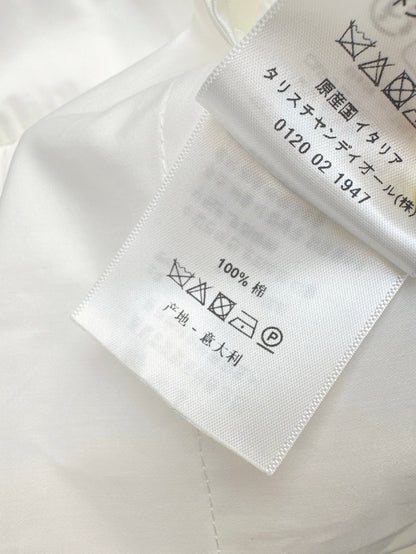 原産国 イタリア
クリスチャンディオール(株)
0120 02 1947
100% 棉
P
产地 - 意大利